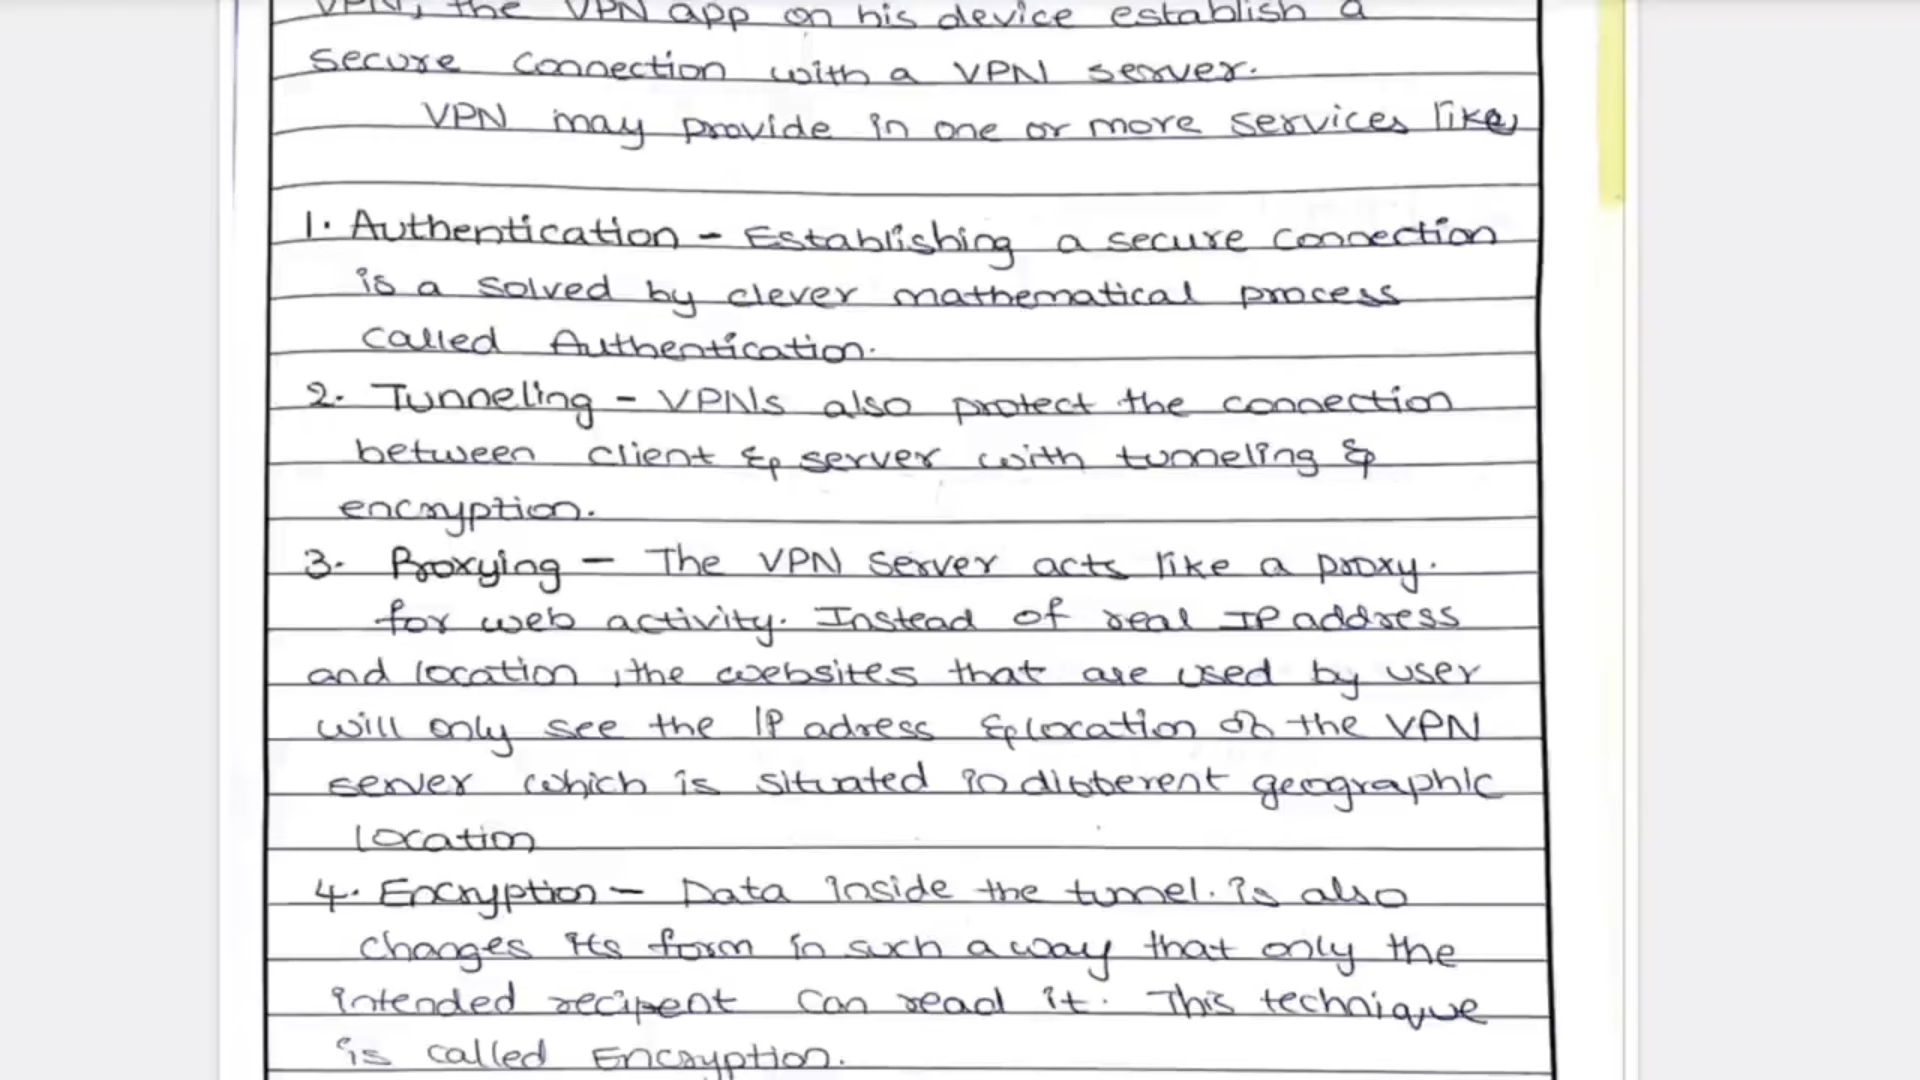 VPN, the VPN app on his device establish a
secure connection with a VPN server.
VPN may provide in one or more services like,
1. Authentication - Establishing a secure connection
is a solved by clever mathematical process
called Authentication.
2. Tunneling - VPNs also protect the connection
between client & server with tunneling &
encryption.
3. Proxying - The VPN Server acts like a proxy.
for web activity. Instead of real IP address
and location, the websites that are used by user
will only see the IP adress & location of the VPN
server which is situated in different geographic
location
4. Encryption - Data inside the tunnel. is also
changes its form in such a way that only the
intended recipent can read it. This technique
is called Encryption.